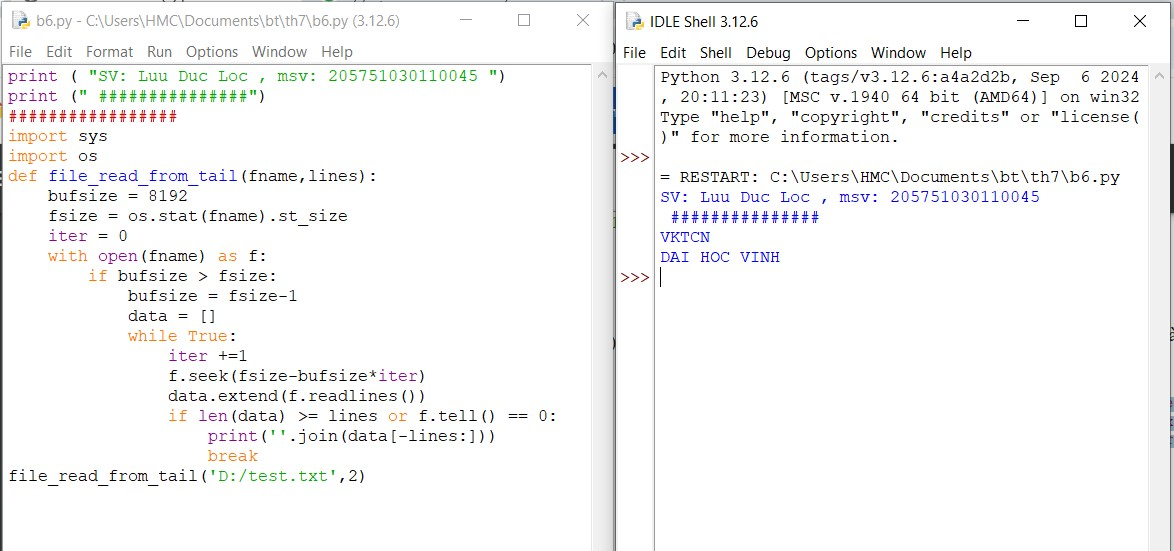 b6.py - C:\Users\HMC\Documents\bt\th7\b6.py (3.12.6)
File Edit Format Run Options Window Help
print ( "SV: Luu Duc Loc , msv: 205751030110045 ")
print (" ###############")
#################
import sys
import os
def file_read_from_tail(fname,lines):
    bufsize = 8192
    fsize = os.stat(fname).st_size
    iter = 0
    with open(fname) as f:
        if bufsize > fsize:
            bufsize = fsize-1
            data = []
            while True:
                iter +=1
                f.seek(fsize-bufsize*iter)
                data.extend(f.readlines())
                if len(data) >= lines or f.tell() == 0:
                    print(''.join(data[-lines:]))
                    break
file_read_from_tail('D:/test.txt',2)
IDLE Shell 3.12.6
File Edit Shell Debug Options Window Help
Python 3.12.6 (tags/v3.12.6:a4a2d2b, Sep  6 2024
, 20:11:23) [MSC v.1940 64 bit (AMD64)] on win32
Type "help", "copyright", "credits" or "license(
)" for more information.
>>>
= RESTART: C:\Users\HMC\Documents\bt\th7\b6.py
SV: Luu Duc Loc , msv: 205751030110045
 ###############
VKTCN
DAI HOC VINH
>>>